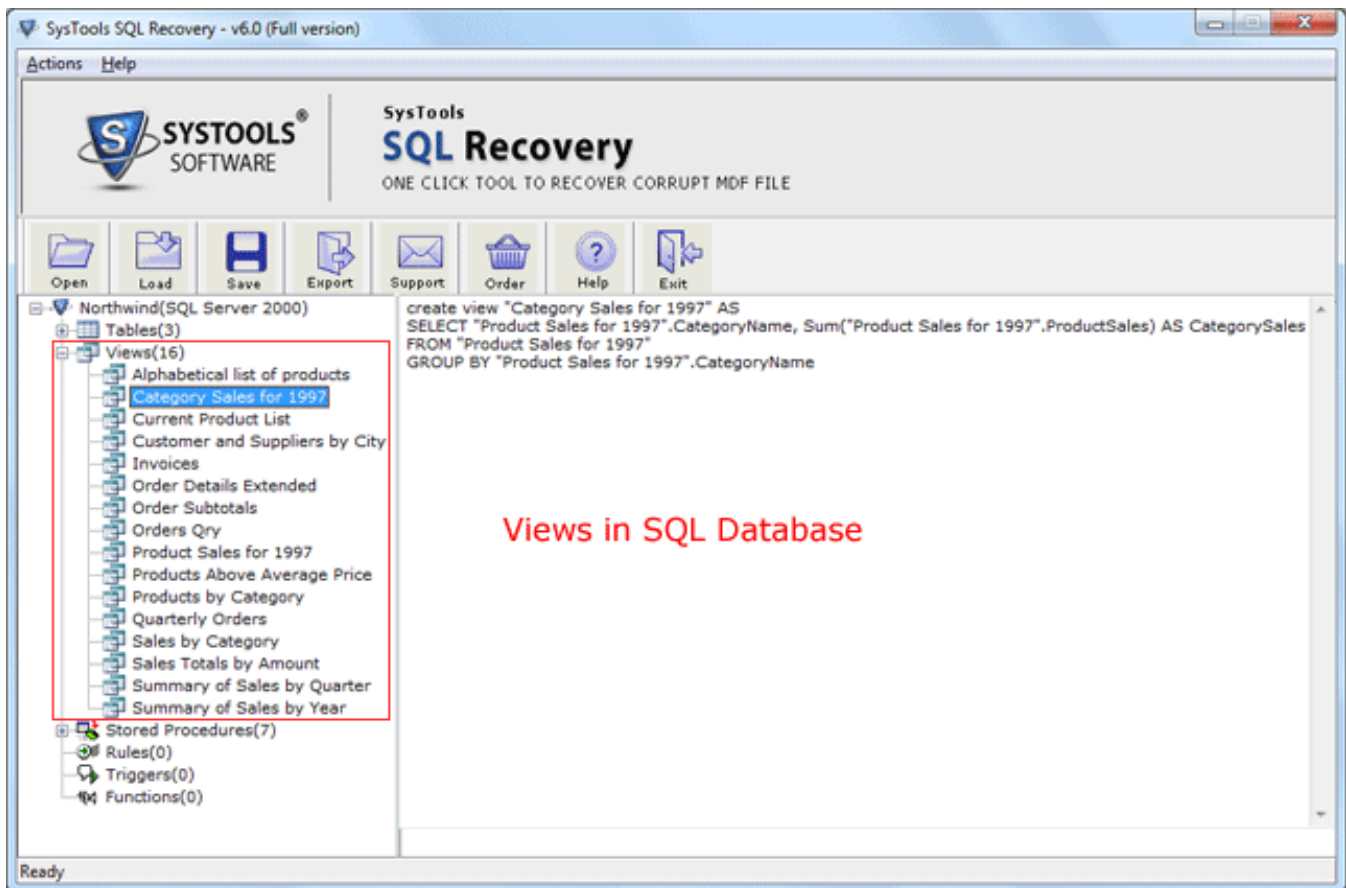 SysTools SQL Recovery - v6.0 (Full version)
Actions Help
S SYSTOOLS®
SOFTWARE
SysTools
SQL Recovery
ONE CLICK TOOL TO RECOVER CORRUPT MDF FILE
Open Load Save Export Support Order Help Exit
Northwind(SQL Server 2000)
Tables(3)
Views(16)
Alphabetical list of products
Category Sales for 1997
Current Product List
Customer and Suppliers by City
Invoices
Order Details Extended
Order Subtotals
Orders Qry
Product Sales for 1997
Products Above Average Price
Products by Category
Quarterly Orders
Sales by Category
Sales Totals by Amount
Summary of Sales by Quarter
Summary of Sales by Year
Stored Procedures(7)
Rules(0)
Triggers(0)
Functions(0)
create view "Category Sales for 1997" AS
SELECT "Product Sales for 1997".CategoryName, Sum("Product Sales for 1997".ProductSales) AS CategorySales
FROM "Product Sales for 1997"
GROUP BY "Product Sales for 1997".CategoryName
Views in SQL Database
Ready